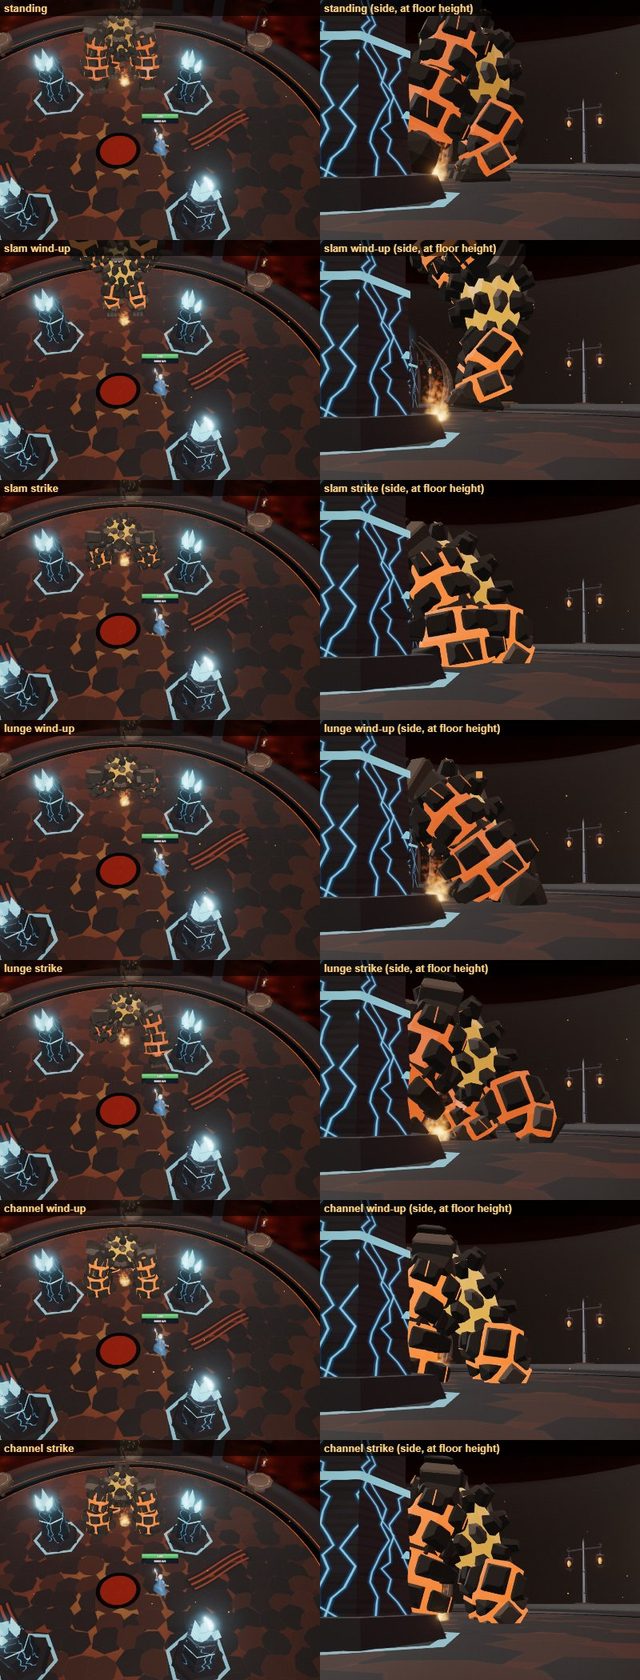 standing
standing (side, at floor height)
slam wind-up
slam wind-up (side, at floor height)
slam strike
slam strike (side, at floor height)
lunge wind-up
lunge wind-up (side, at floor height)
lunge strike
lunge strike (side, at floor height)
channel wind-up
channel wind-up (side, at floor height)
channel strike
channel strike (side, at floor height)